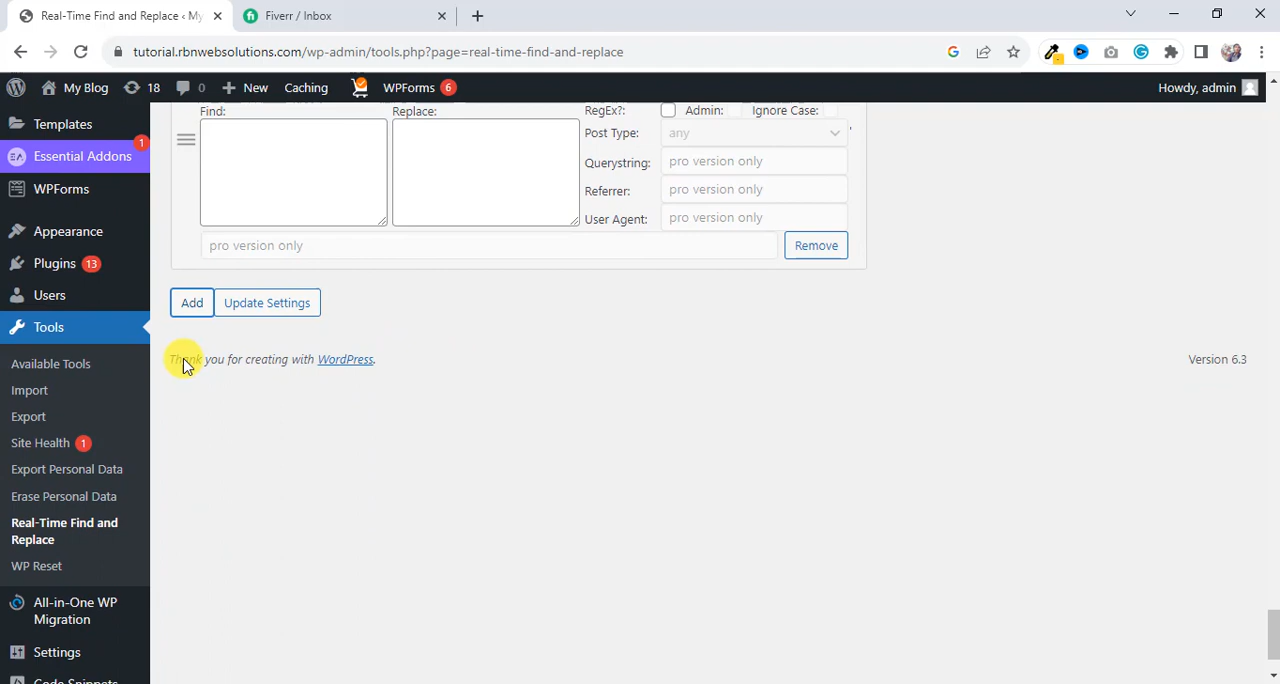 Real-Time Find and Replace ‹ My
Fiverr / Inbox
tutorial.rbnwebsolutions.com/wp-admin/tools.php?page=real-time-find-and-replace
My Blog 18 0 New Caching WPForms 6 Howdy, admin
Templates
Essential Addons 1
WPForms
Appearance
Plugins 13
Users
Tools
Available Tools
Import
Export
Site Health 1
Export Personal Data
Erase Personal Data
Real-Time Find and
Replace
WP Reset
All-in-One WP
Migration
Settings
Code Snippets
Find: Replace: RegEx?: Admin: Ignore Case:
Post Type: any
Querystring: pro version only
Referrer: pro version only
User Agent: pro version only
pro version only Remove
Add Update Settings
Thank you for creating with WordPress. Version 6.3